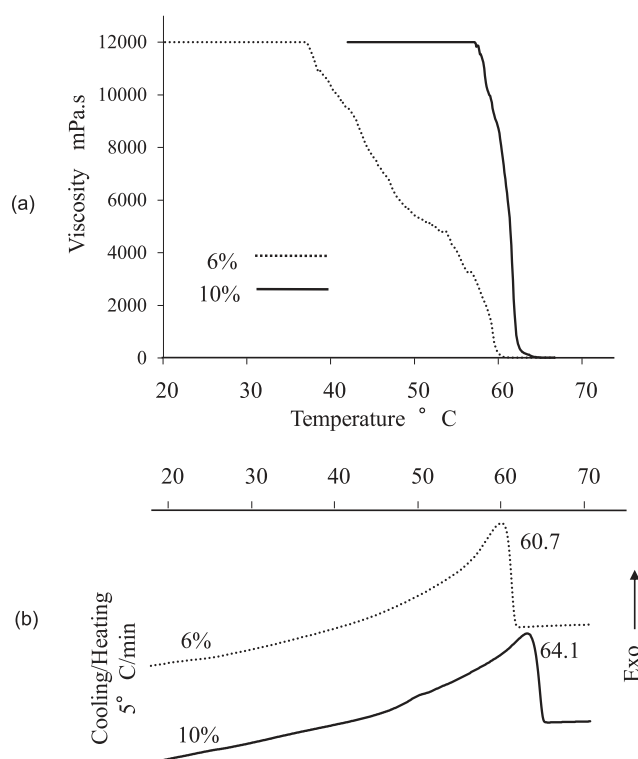 12000
10000
8000
6000
4000
2000
0
Viscosity mPa.s
(a)
6%
10%
20 30 40 50 60 70
Temperature ° C
20 30 40 50 60 70
60.7
(b)
Cooling/Heating
5° C/min
6%
64.1
Exo
10%